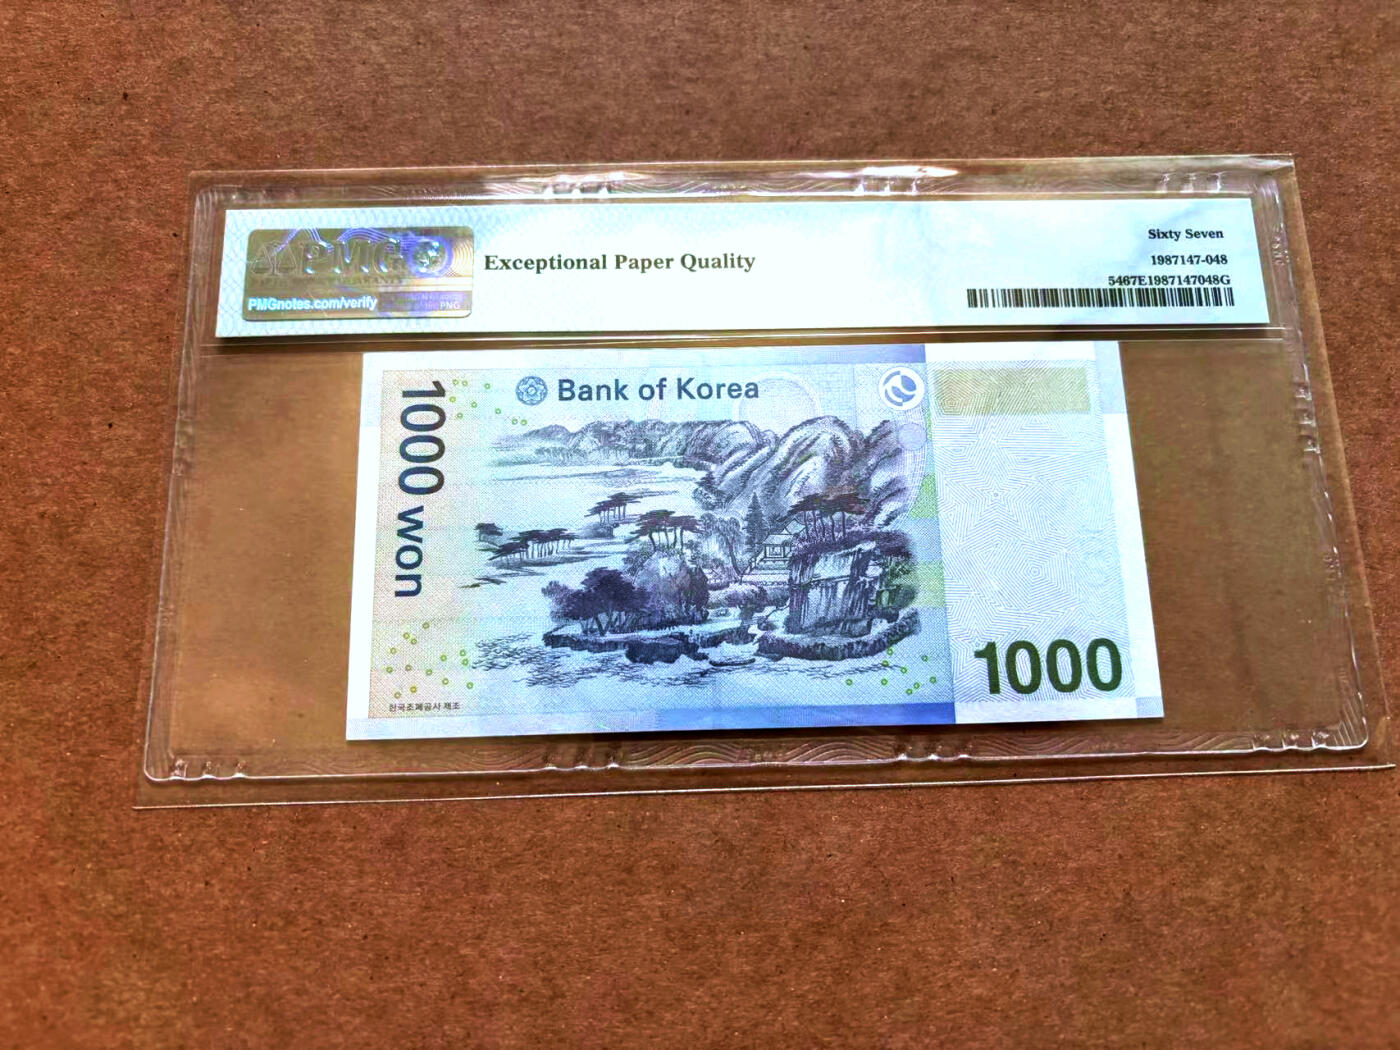 PMG
PMGnotes.com/verify
PNG
Exceptional Paper Quality
Sixty Seven
1987147-048
5467E1987147048G
Bank of Korea
1000 won
1000
한국조폐공사 제조